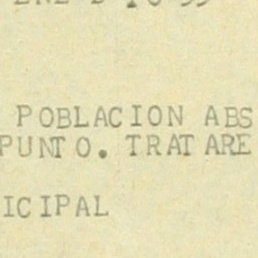 POBLACION ABS
PUNTO. TRATARE
ICIPAL